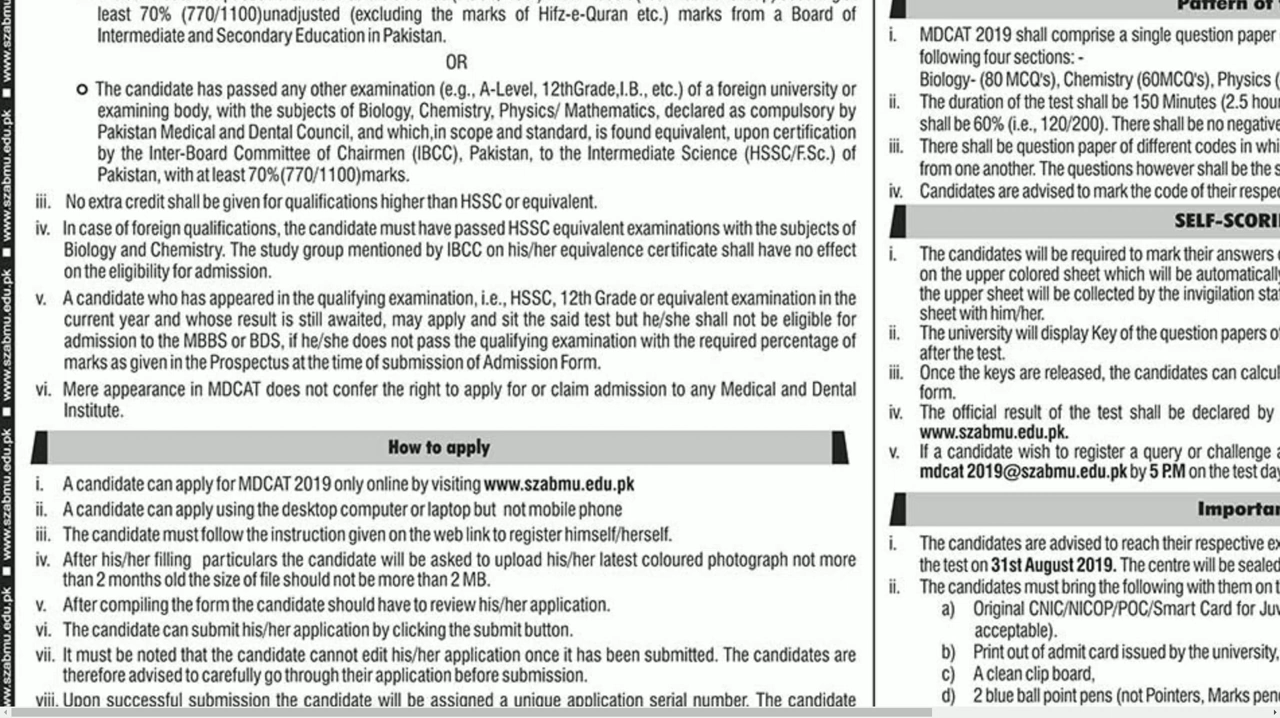 least 70% (770/1100)unadjusted (excluding the marks of Hifz-e-Quran etc.) marks from a Board of
Intermediate and Secondary Education in Pakistan.
OR
The candidate has passed any other examination (e.g., A-Level, 12thGrade,I.B., etc.) of a foreign university or
examining body, with the subjects of Biology, Chemistry, Physics/ Mathematics, declared as compulsory by
Pakistan Medical and Dental Council, and which,in scope and standard, is found equivalent, upon certification
by the Inter-Board Committee of Chairmen (IBCC), Pakistan, to the Intermediate Science (HSSC/F.Sc.) of
Pakistan, with at least 70%(770/1100)marks.
iii. No extra credit shall be given for qualifications higher than HSSC or equivalent.
iv. In case of foreign qualifications, the candidate must have passed HSSC equivalent examinations with the subjects of
Biology and Chemistry. The study group mentioned by IBCC on his/her equivalence certificate shall have no effect
on the eligibility for admission.
v. A candidate who has appeared in the qualifying examination, i.e., HSSC, 12th Grade or equivalent examination in the
current year and whose result is still awaited, may apply and sit the said test but he/she shall not be eligible for
admission to the MBBS or BDS, if he/she does not pass the qualifying examination with the required percentage of
marks as given in the Prospectus at the time of submission of Admission Form.
vi. Mere appearance in MDCAT does not confer the right to apply for or claim admission to any Medical and Dental
Institute.
How to apply
i. A candidate can apply for MDCAT 2019 only online by visiting www.szabmu.edu.pk
ii. A candidate can apply using the desktop computer or laptop but not mobile phone
iii. The candidate must follow the instruction given on the web link to register himself/herself.
iv. After his/her filling particulars the candidate will be asked to upload his/her latest coloured photograph not more
than 2 months old the size of file should not be more than 2 MB.
v. After compiling the form the candidate should have to review his/her application.
vi. The candidate can submit his/her application by clicking the submit button.
vii. It must be noted that the candidate cannot edit his/her application once it has been submitted. The candidates are
therefore advised to carefully go through their application before submission.
viii. Upon successful submission the candidate will be assigned a unique application serial number. The candidate
Pattern of
i. MDCAT 2019 shall comprise a single question paper
following four sections: -
Biology- (80 MCQ's), Chemistry (60MCQ's), Physics (
ii. The duration of the test shall be 150 Minutes (2.5 hou
shall be 60% (i.e., 120/200). There shall be no negative
iii. There shall be question paper of different codes in whi
from one another. The questions however shall be the s
iv. Candidates are advised to mark the code of their respe
SELF-SCORI
i. The candidates will be required to mark their answers
on the upper colored sheet which will be automatically
the upper sheet will be collected by the invigilation sta
sheet with him/her.
ii. The university will display Key of the question papers o
after the test.
iii. Once the keys are released, the candidates can calcul
form.
iv. The official result of the test shall be declared by
www.szabmu.edu.pk.
v. If a candidate wish to register a query or challenge a
mdcat 2019@szabmu.edu.pk by 5 P.M on the test day
Importan
i. The candidates are advised to reach their respective ex
the test on 31st August 2019. The centre will be sealed
ii. The candidates must bring the following with them on t
a) Original CNIC/NICOP/POC/Smart Card for Juv
acceptable).
b) Print out of admit card issued by the university,
c) A clean clip board,
d) 2 blue ball point pens (not Pointers, Marks pen
www.szabmu.edu.pk ■ www.szabmu.edu.pk ■ www.szabmu.edu.pk ■ www.szabmu.edu.pk ■ www.szab